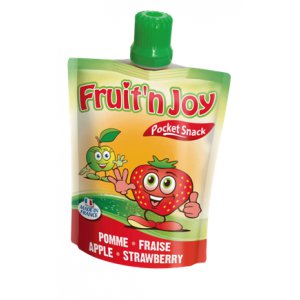 Fruit'n Joy
Pocket Snack
MADE IN
FRANCE
POMME • FRAISE
APPLE • STRAWBERRY